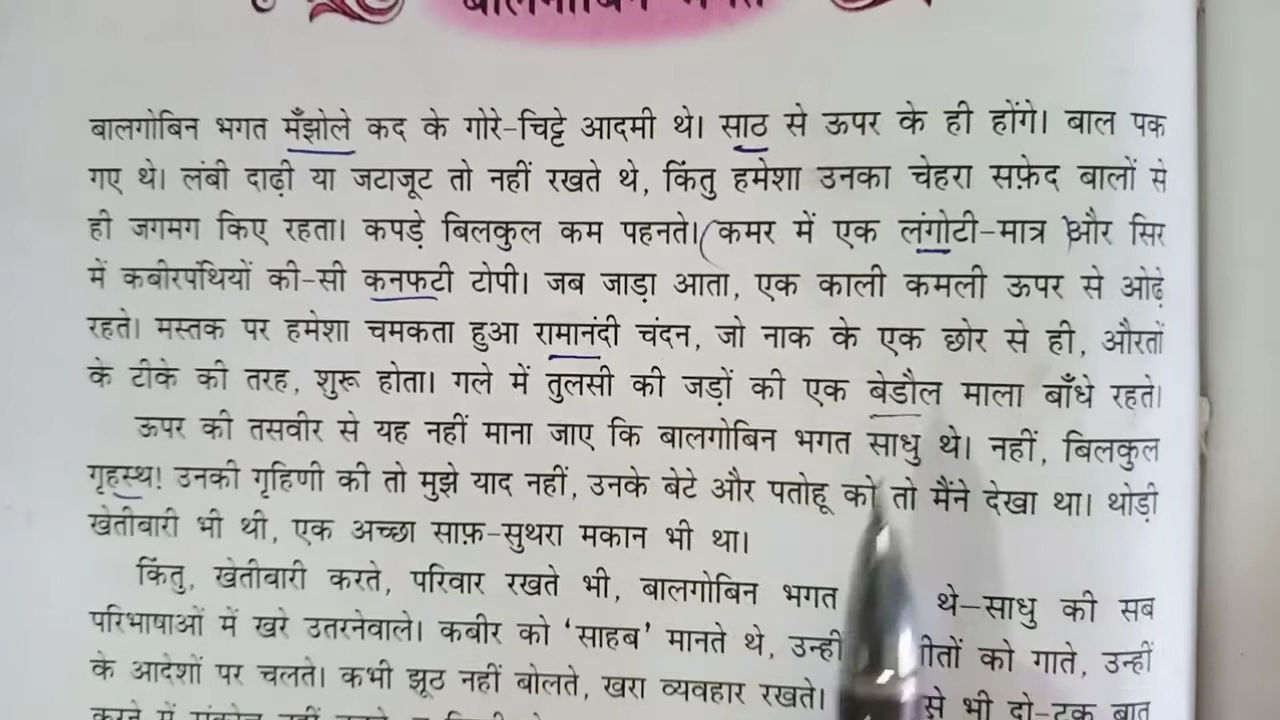 बालगोबिन भगत
बालगोबिन भगत मँझोले कद के गोरे-चिट्टे आदमी थे। साठ से ऊपर के ही होंगे। बाल पक
गए थे। लंबी दाढ़ी या जटाजूट तो नहीं रखते थे, किंतु हमेशा उनका चेहरा सफ़ेद बालों से
ही जगमग किए रहता। कपड़े बिलकुल कम पहनते। (कमर में एक लंगोटी-मात्र) और सिर
में कबीरपंथियों की-सी कनफटी टोपी। जब जाड़ा आता, एक काली कमली ऊपर से ओढ़े
रहते। मस्तक पर हमेशा चमकता हुआ रामानंदी चंदन, जो नाक के एक छोर से ही, औरतों
के टीके की तरह, शुरू होता। गले में तुलसी की जड़ों की एक बेडौल माला बाँधे रहते।
ऊपर की तसवीर से यह नहीं माना जाए कि बालगोबिन भगत साधु थे। नहीं, बिलकुल
गृहस्थ! उनकी गृहिणी की तो मुझे याद नहीं, उनके बेटे और पतोहू को तो मैंने देखा था। थोड़ी
खेतीबारी भी थी, एक अच्छा साफ़-सुथरा मकान भी था।
किंतु, खेतीबारी करते, परिवार रखते भी, बालगोबिन भगत थे–साधु की सब
परिभाषाओं में खरे उतरनेवाले। कबीर को ‘साहब’ मानते थे, उन्हीं को गाते, उन्हीं
के आदेशों पर चलते। कभी झूठ नहीं बोलते, खरा व्यवहार रखते। से भी दो-टूक बात